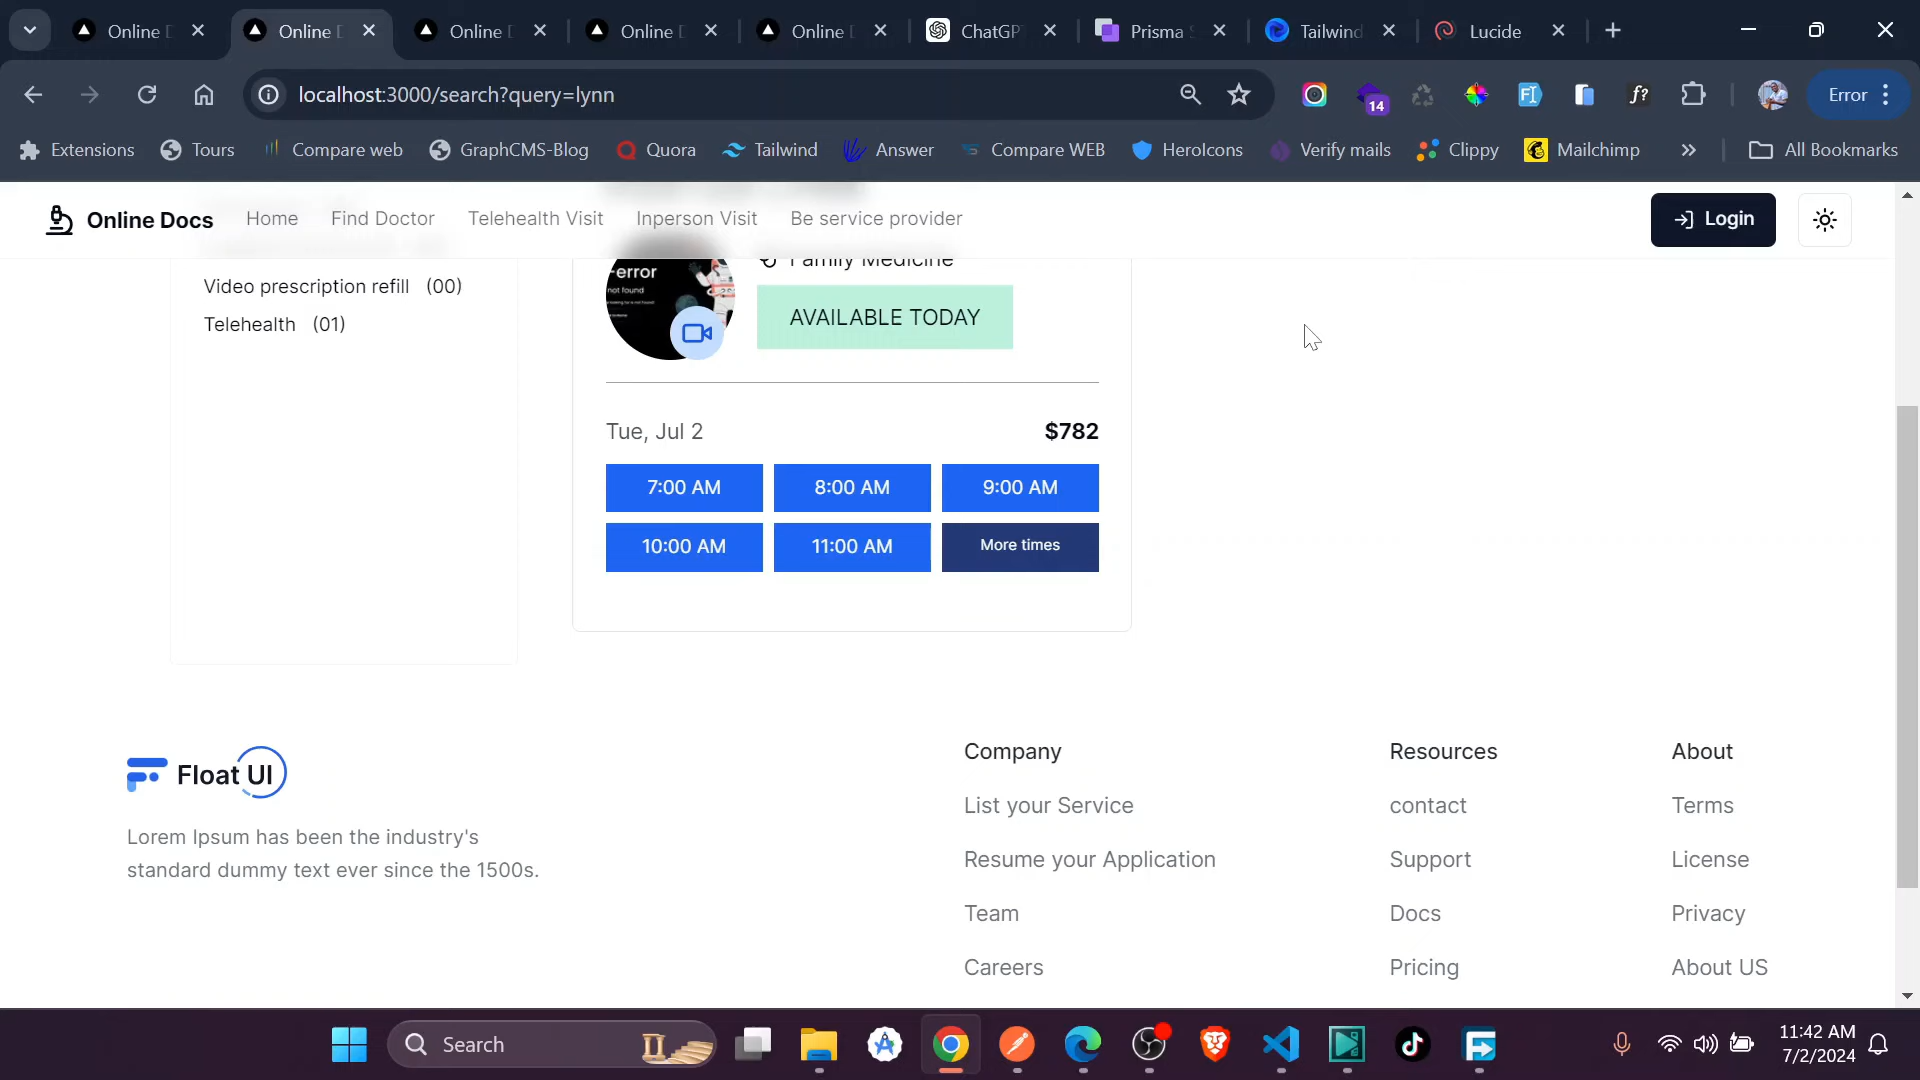 Online D
Online D
Online D
Online D
Online D
ChatGP
Prisma S
Tailwind
Lucide
localhost:3000/search?query=lynn
14
Error
Extensions
Tours
Compare web
GraphCMS-Blog
Quora
Tailwind
Answer
Compare WEB
HeroIcons
Verify mails
Clippy
Mailchimp
»
All Bookmarks
Online Docs
Home
Find Doctor
Telehealth Visit
Inperson Visit
Be service provider
Login
Video prescription refill (00)
Telehealth (01)
error
not found
Family Medicine
AVAILABLE TODAY
Tue, Jul 2
$782
7:00 AM
8:00 AM
9:00 AM
10:00 AM
11:00 AM
More times
Float UI
Lorem Ipsum has been the industry's
standard dummy text ever since the 1500s.
Company
List your Service
Resume your Application
Team
Careers
Resources
contact
Support
Docs
Pricing
About
Terms
License
Privacy
About US
Search
11:42 AM
7/2/2024